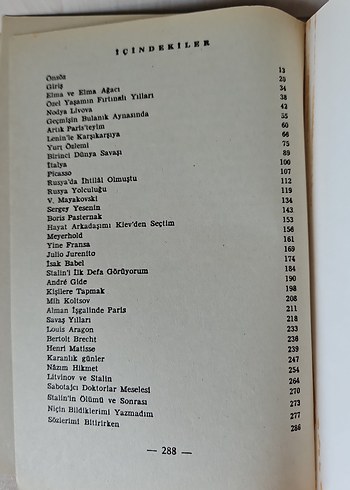 İÇİNDEKİLER
Önsöz
Giriş
Elma ve Elma Ağacı
Özel Yaşamın Fırtınalı Yılları
Nodya Livova
Geçmişin Bulanık Aynasında
Artık Paris'teyim
Lenin'le Karşıkarşıya
Yurt Özlemi
Birinci Dünya Savaşı
İtalya
Picasso
Rusya'da İhtilâl Olmuştu
Rusya Yolculuğu
V. Mayakovski
Sergey Yesenin
Boris Pasternak
Hayat Arkadaşımı Kiev'den Seçtim
Meyerhold
Yine Fransa
Julio Jurenito
İsak Babel
Stalin'i İlk Defa Görüyorum
André Gide
Kişilere Tapmak
Mih Koltsov
Alman İşgalinde Paris
Savaş Yılları
Louis Aragon
Bertolt Brecht
Henri Matisse
Karanlık günler
Nâzım Hikmet
Litvinov ve Stalin
Sabotajcı Doktorlar Meselesi
Stalin'in Ölümü ve Sonrası
Niçin Bildiklerimi Yazmadım
Sözlerimi Bitirirken
13
25
34
38
42
55
60
66
75
89
100
107
112
119
134
143
153
156
161
169
174
184
190
198
208
211
218
233
238
239
247
254
264
270
273
277
286
— 288 —